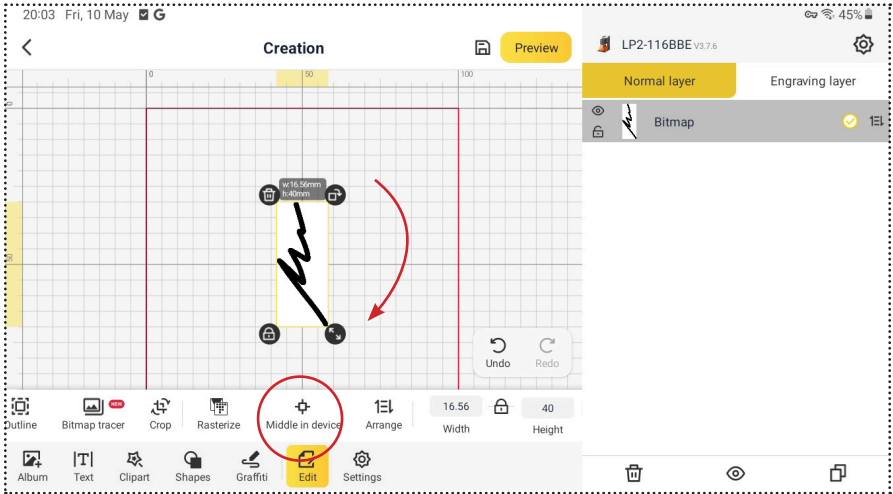 20:03 Fri, 10 May G 45%
Creation
Preview
LP2-116BBE V3.7.6
Normal layer
Engraving layer
Bitmap
0 50 100
0
50
w:16.56mm
h:40mm
Undo
Redo
Outline
Bitmap tracer
NEW
Crop
Rasterize
Middle in device
Arrange
16.56
Width
40
Height
Album
T
Text
Clipart
Shapes
Graffiti
Edit
Settings